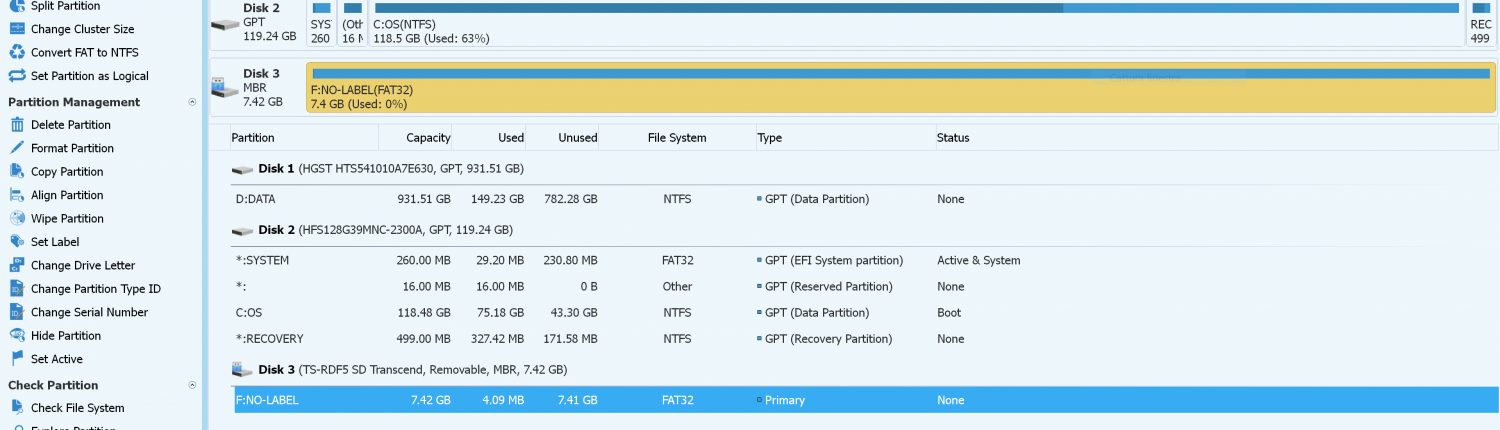 Split Partition
Change Cluster Size
Convert FAT to NTFS
Set Partition as Logical
Partition Management
Delete Partition
Format Partition
Copy Partition
Align Partition
Wipe Partition
Set Label
Change Drive Letter
Change Partition Type ID
Change Serial Number
Hide Partition
Set Active
Check Partition
Check File System
Explore Partition
Disk 2
GPT
119.24 GB
SYS
260
(Oth
16 M
C:OS(NTFS)
118.5 GB (Used: 63%)
REC
499
Disk 3
MBR
7.42 GB
F:NO-LABEL(FAT32)
7.4 GB (Used: 0%)
Partition Capacity Used Unused File System Type Status
Disk 1 (HGST HTS541010A7E630, GPT, 931.51 GB)
D:DATA 931.51 GB 149.23 GB 782.28 GB NTFS GPT (Data Partition) None
Disk 2 (HFS128G39MNC-2300A, GPT, 119.24 GB)
*:SYSTEM 260.00 MB 29.20 MB 230.80 MB FAT32 GPT (EFI System partition) Active & System
*: 16.00 MB 16.00 MB 0 B Other GPT (Reserved Partition) None
C:OS 118.48 GB 75.18 GB 43.30 GB NTFS GPT (Data Partition) Boot
*:RECOVERY 499.00 MB 327.42 MB 171.58 MB NTFS GPT (Recovery Partition) None
Disk 3 (TS-RDF5 SD Transcend, Removable, MBR, 7.42 GB)
F:NO-LABEL 7.42 GB 4.09 MB 7.41 GB FAT32 Primary None